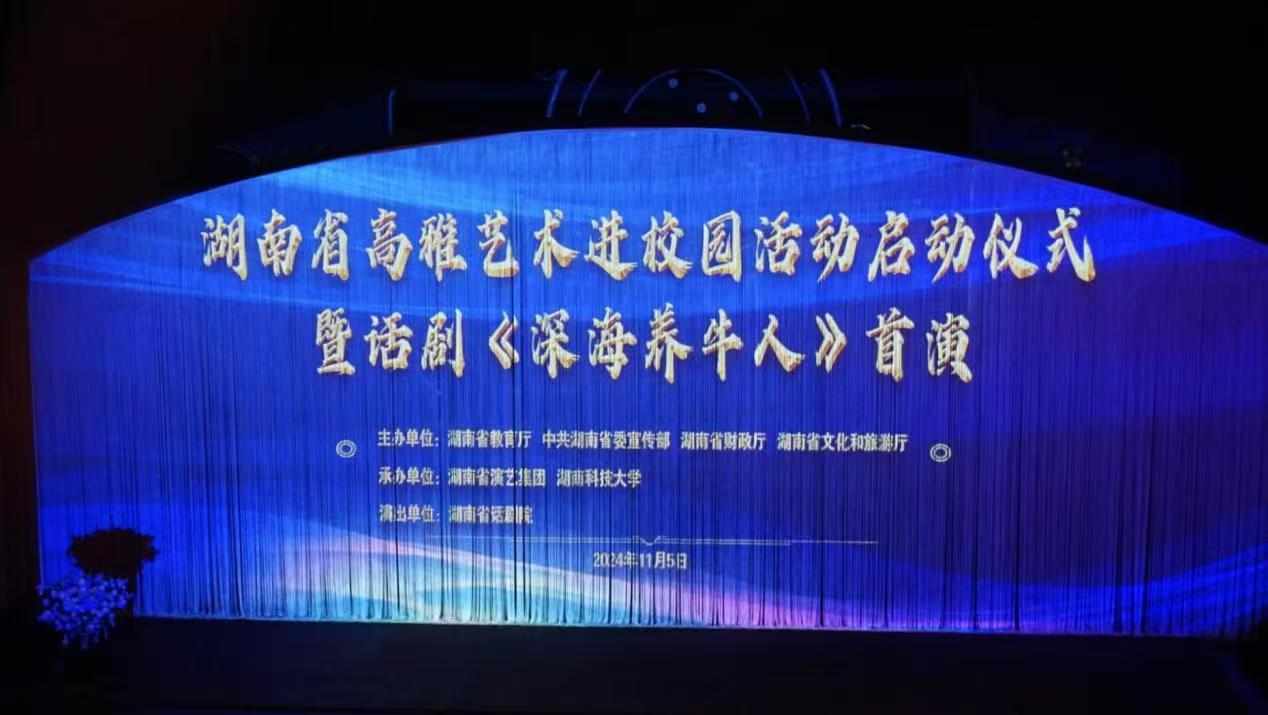 湖南省高雅艺术进校园活动启动仪式
暨话剧《深海养牛人》首演
主办单位：湖南省教育厅 中共湖南省委宣传部 湖南省财政厅 湖南省文化和旅游厅
承办单位：湖南省演艺集团 湖南科技大学
演出单位：湖南省话剧院
2024年11月5日